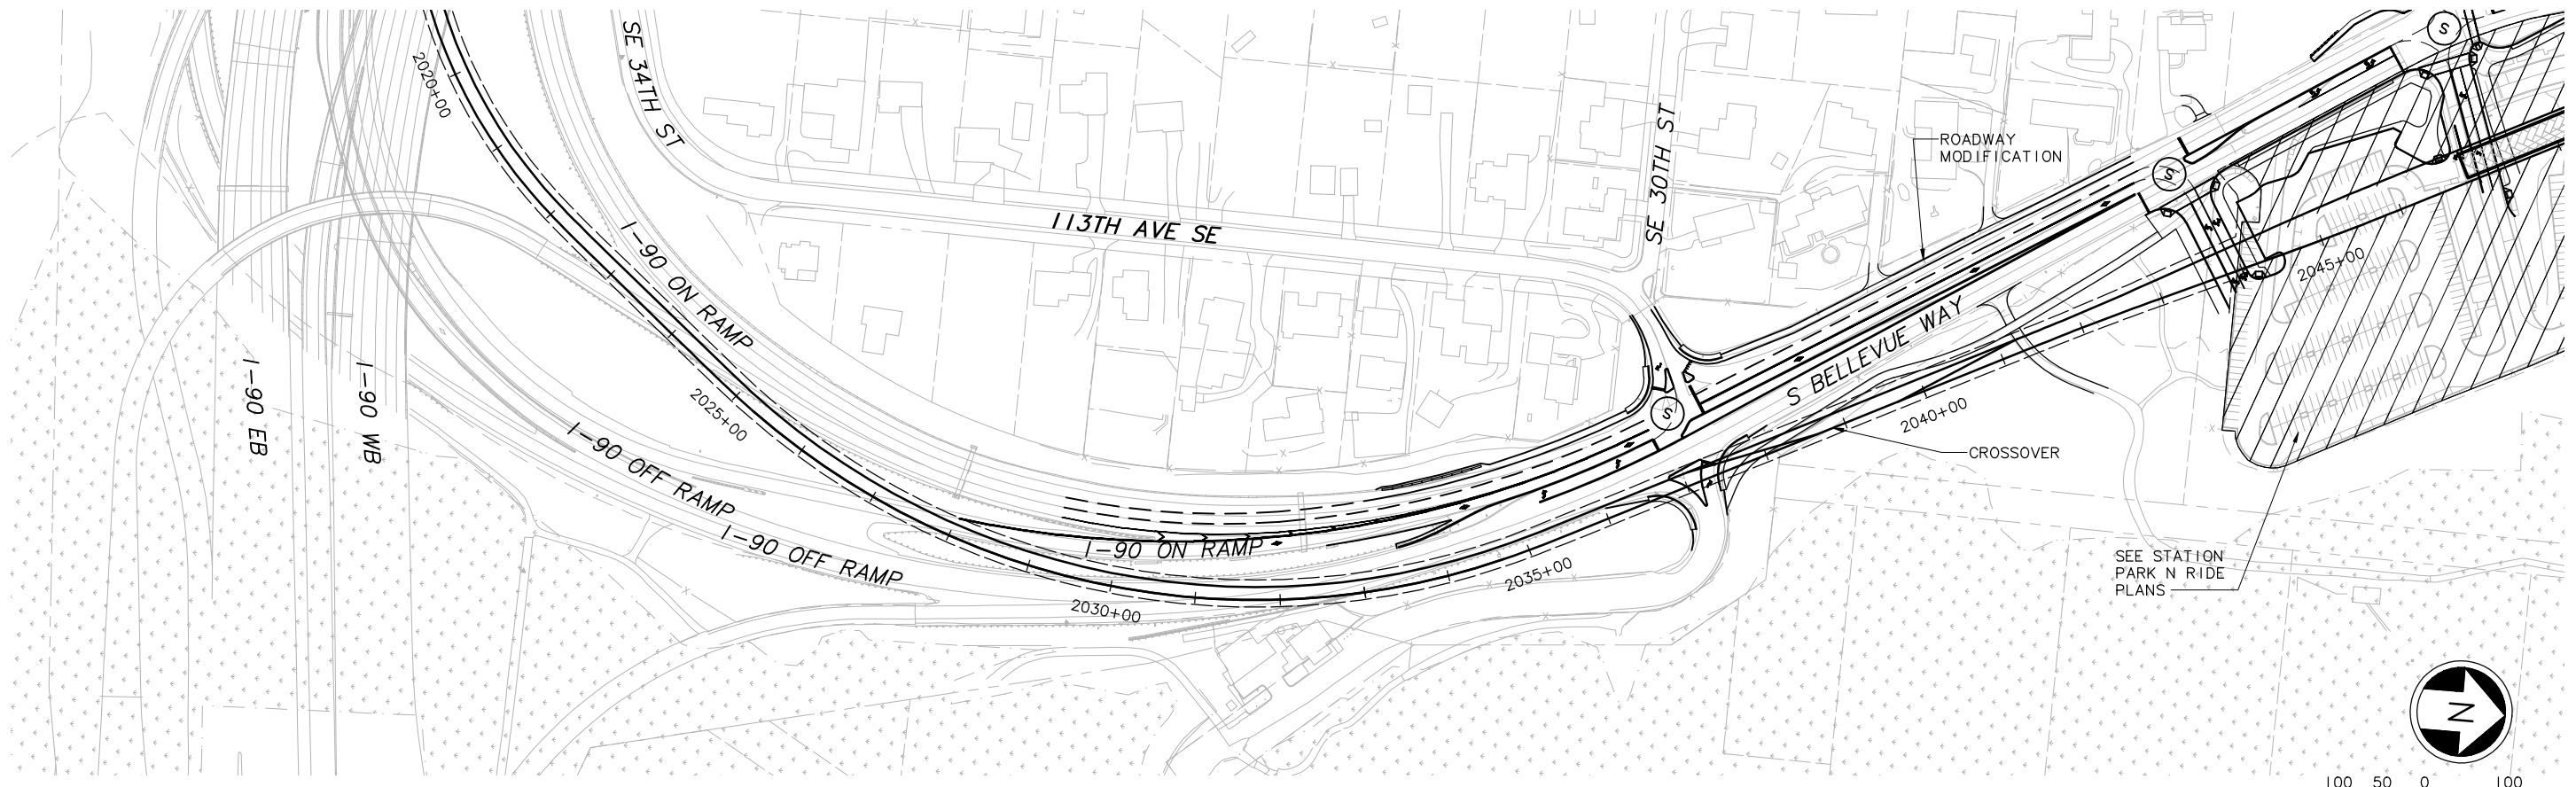 S
SE 34TH ST
2020+00
SE 30TH ST
ROADWAY
MODIFICATION
S
113TH AVE SE
I-90 ON RAMP
2045+00
S BELLEVUE WAY
I-90 EB
I-90 WB
2025+00
S
2040+00
I-90 OFF RAMP
CROSSOVER
I-90 OFF RAMP
I-90 ON RAMP
2035+00
SEE STATION
PARK N RIDE
PLANS
2030+00
N
100 50 0 100